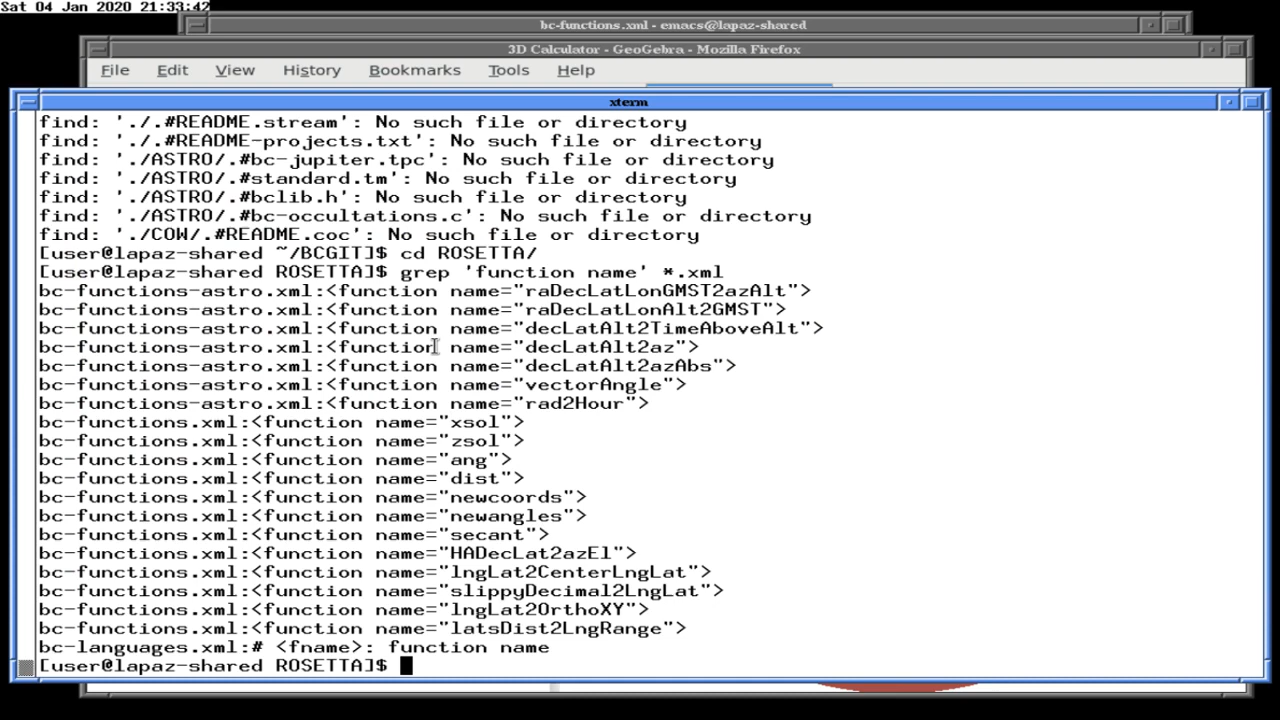 Sat 04 Jan 2020 21:33:42
bc-functions.xml - emacs@lapaz-shared
3D Calculator - GeoGebra - Mozilla Firefox
File Edit View History Bookmarks Tools Help
xterm
find: './.#README.stream': No such file or directory
find: './.#README-projects.txt': No such file or directory
find: './ASTRO/.#bc-jupiter.tpc': No such file or directory
find: './ASTRO/.#standard.tm': No such file or directory
find: './ASTRO/.#bclib.h': No such file or directory
find: './ASTRO/.#bc-occultations.c': No such file or directory
find: './COW/.#README.coc': No such file or directory
[user@lapaz-shared ~/BCGIT]$ cd ROSETTA/
[user@lapaz-shared ROSETTA]$ grep 'function name' *.xml
bc-functions-astro.xml:<function name="raDecLatLonGMST2azAlt">
bc-functions-astro.xml:<function name="raDecLatLonAlt2GMST">
bc-functions-astro.xml:<function name="decLatAlt2TimeAboveAlt">
bc-functions-astro.xml:<function name="decLatAlt2az">
bc-functions-astro.xml:<function name="decLatAlt2azAbs">
bc-functions-astro.xml:<function name="vectorAngle">
bc-functions-astro.xml:<function name="rad2Hour">
bc-functions.xml:<function name="xsol">
bc-functions.xml:<function name="zsol">
bc-functions.xml:<function name="ang">
bc-functions.xml:<function name="dist">
bc-functions.xml:<function name="newcoords">
bc-functions.xml:<function name="newangles">
bc-functions.xml:<function name="secant">
bc-functions.xml:<function name="HADecLat2azEl">
bc-functions.xml:<function name="lngLat2CenterLngLat">
bc-functions.xml:<function name="slippyDecimal2LngLat">
bc-functions.xml:<function name="lngLat2OrthoXY">
bc-functions.xml:<function name="latsDist2LngRange">
bc-languages.xml:# <fname>: function name
[user@lapaz-shared ROSETTA]$